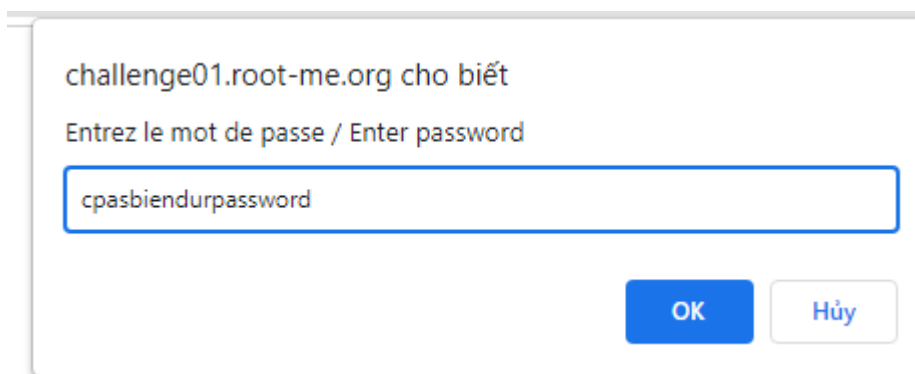 challenge01.root-me.org cho biết
Entrez le mot de passe / Enter password
cpasbiendurpassword
OK Hủy